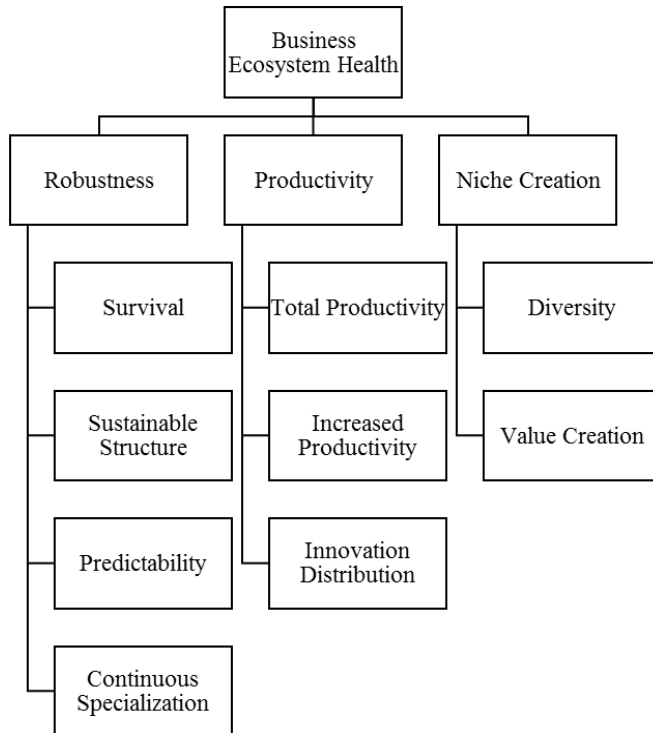 Business
Ecosystem Health
Robustness
Productivity
Niche Creation
Survival
Total Productivity
Diversity
Sustainable
Structure
Increased
Productivity
Value Creation
Predictability
Innovation
Distribution
Continuous
Specialization